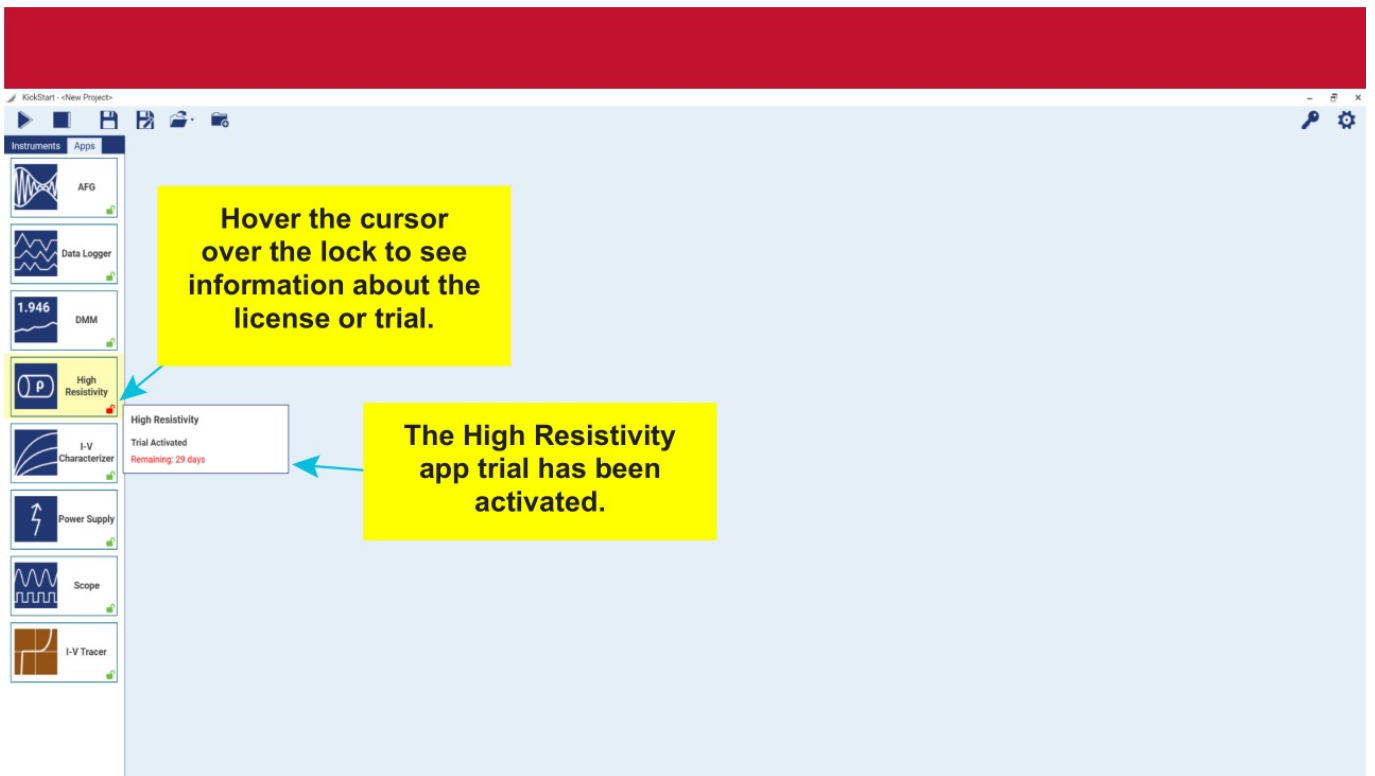 KickStart - <New Project>
Instruments
Apps
AFG
Data Logger
1.946
DMM
High
Resistivity
ρ
I-V
Characterizer
Power Supply
Scope
I-V Tracer
Hover the cursor
over the lock to see
information about the
license or trial.
High Resistivity
Trial Activated
Remaining: 29 days
The High Resistivity
app trial has been
activated.